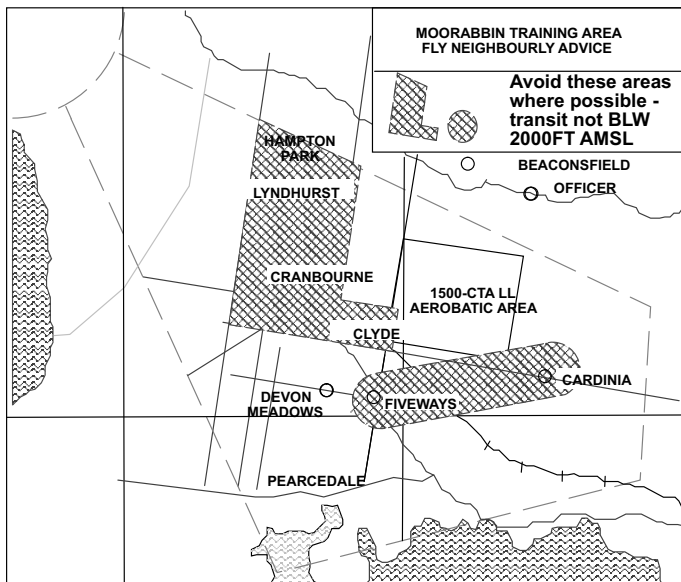 MOORABBIN TRAINING AREA
FLY NEIGHBOURLY ADVICE
Avoid these areas
where possible -
transit not BLW
2000FT AMSL
HAMPTON
PARK
BEACONSFIELD
LYNDHURST
OFFICER
CRANBOURNE
1500-CTA LL
AEROBATIC AREA
CLYDE
CARDINIA
DEVON
MEADOWS
FIVEWAYS
PEARCEDALE